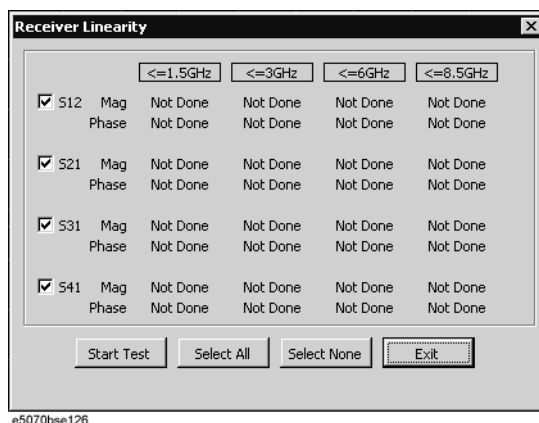 Receiver Linearity
<=1.5GHz <=3GHz <=6GHz <=8.5GHz
S12 Mag Not Done Not Done Not Done Not Done
Phase Not Done Not Done Not Done Not Done
S21 Mag Not Done Not Done Not Done Not Done
Phase Not Done Not Done Not Done Not Done
S31 Mag Not Done Not Done Not Done Not Done
Phase Not Done Not Done Not Done Not Done
S41 Mag Not Done Not Done Not Done Not Done
Phase Not Done Not Done Not Done Not Done
Start Test Select All Select None Exit
e5070bse126